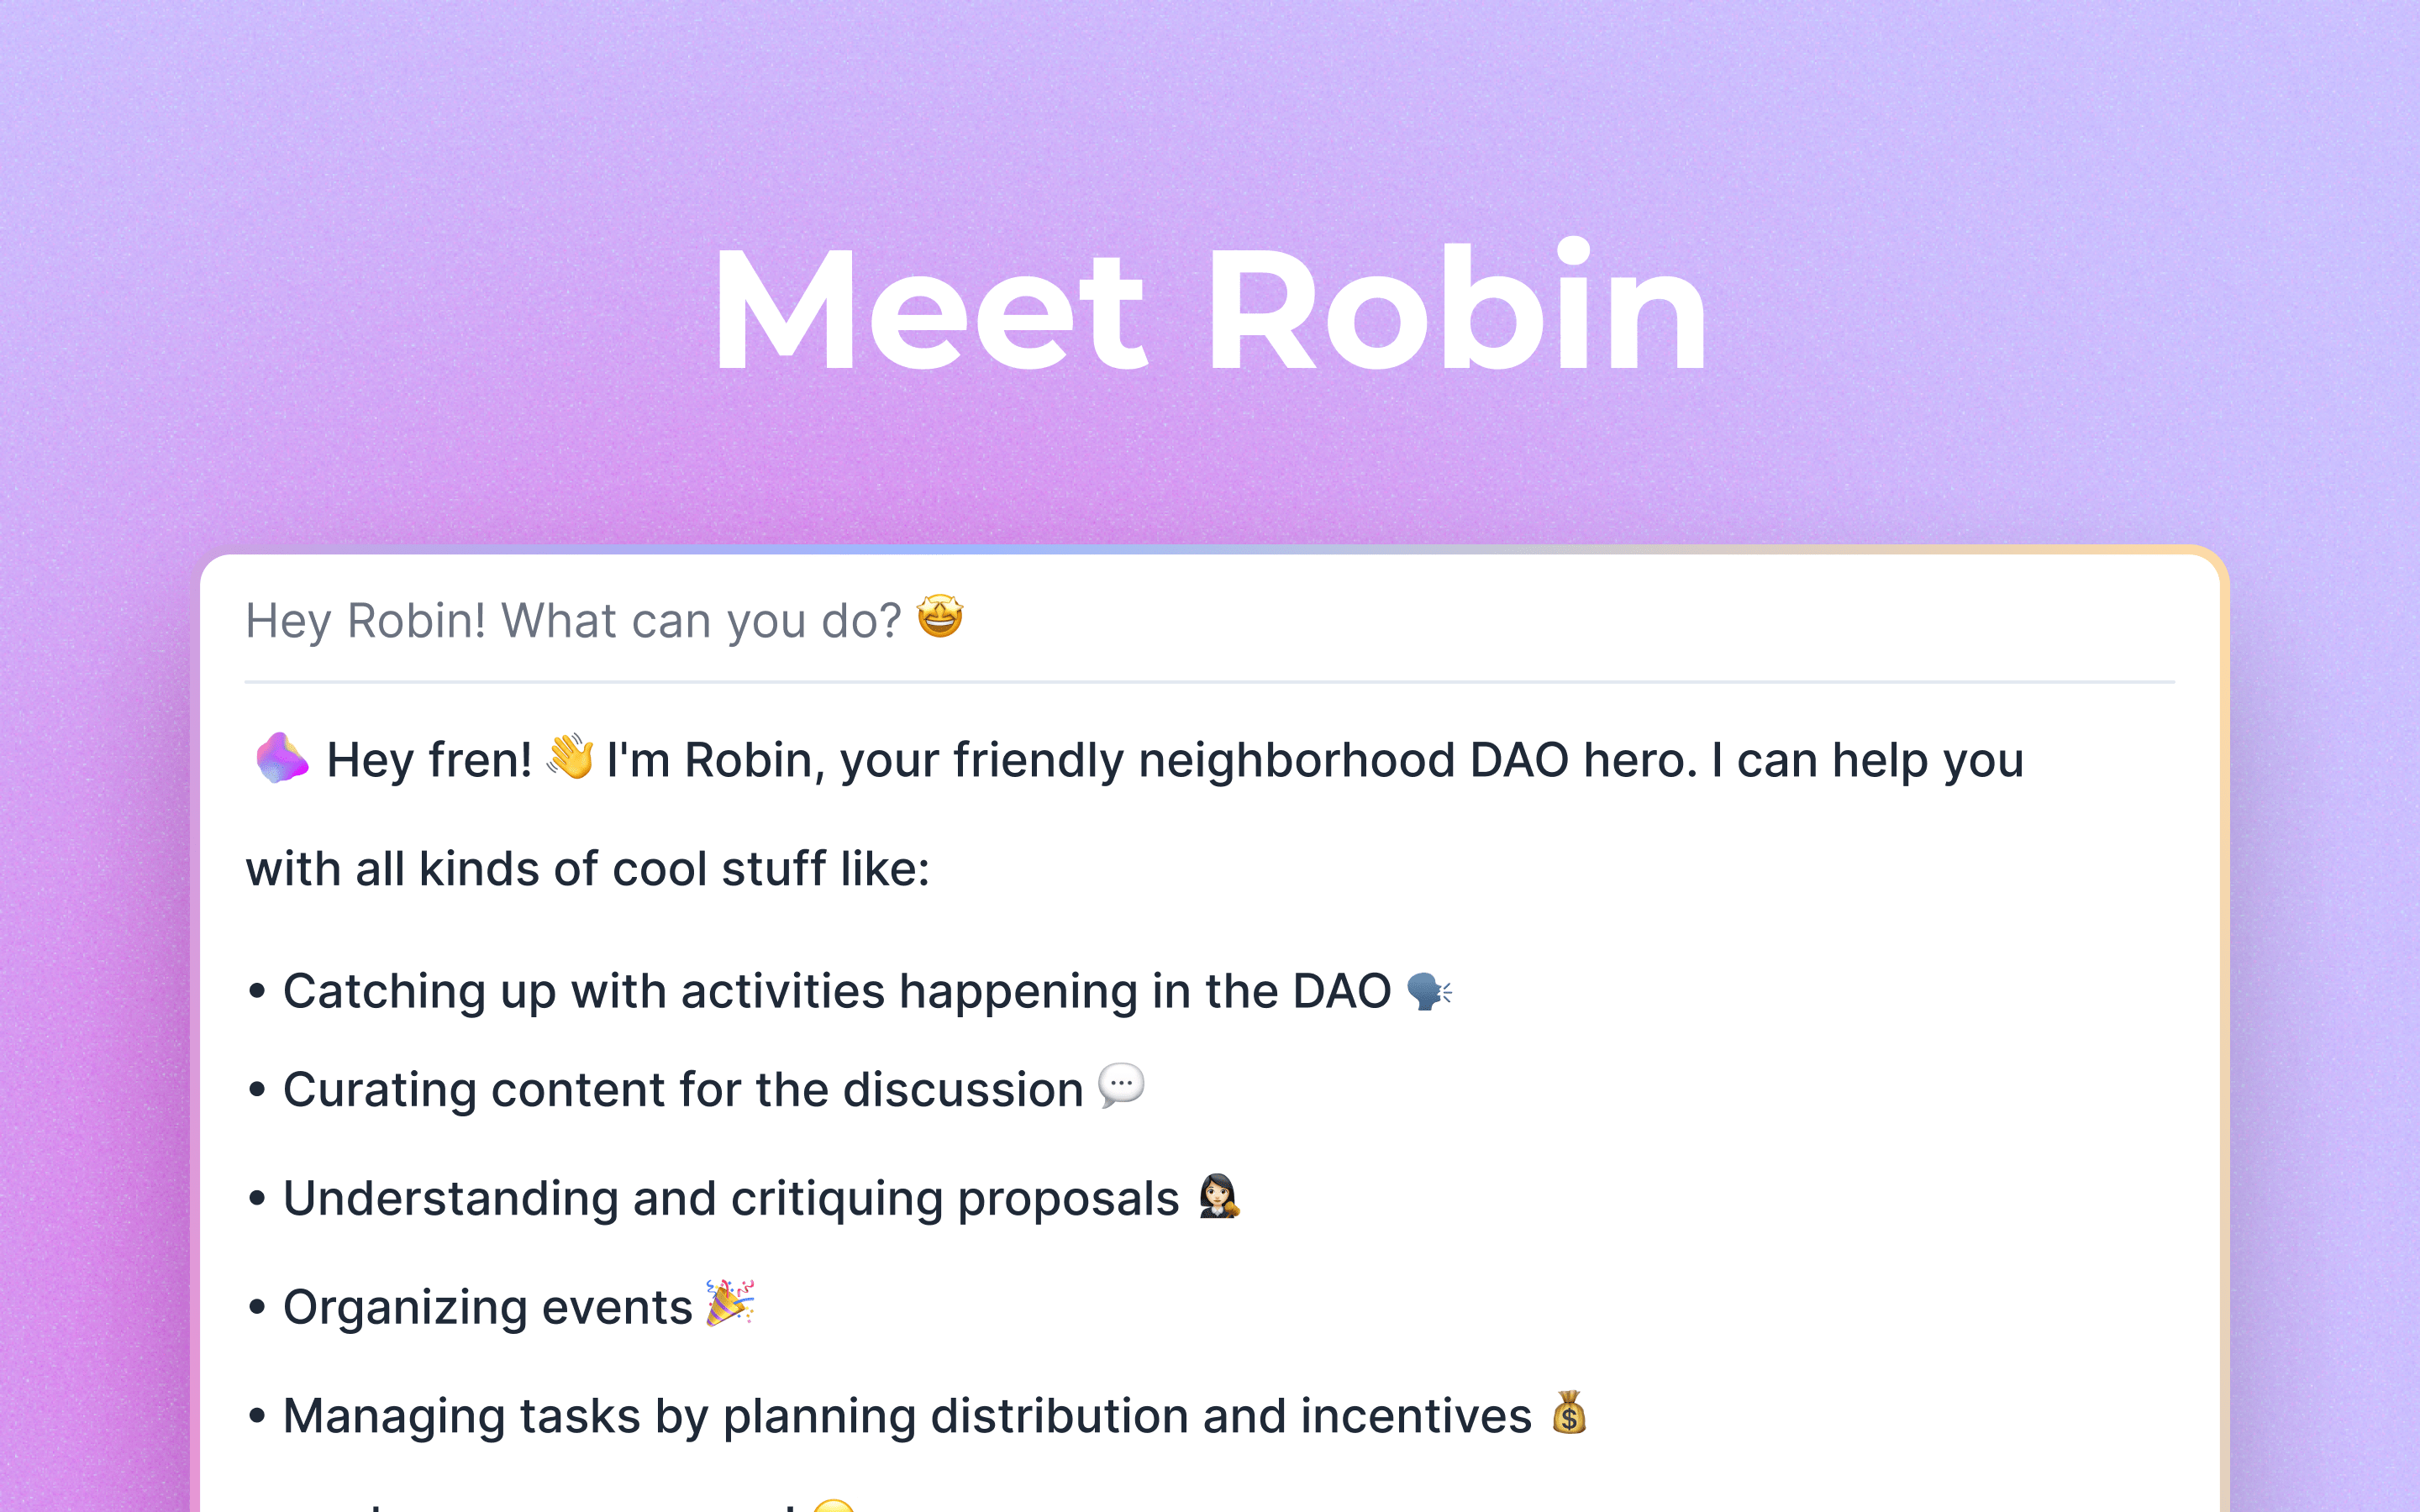 Meet Robin
Hey Robin! What can you do? 🤩
Hey fren! 👋 I'm Robin, your friendly neighborhood DAO hero. I can help you
with all kinds of cool stuff like:
• Catching up with activities happening in the DAO 🗣️
• Curating content for the discussion 💬
• Understanding and critiquing proposals 👩🏻‍⚖️
• Organizing events 🎉
• Managing tasks by planning distribution and incentives 💰